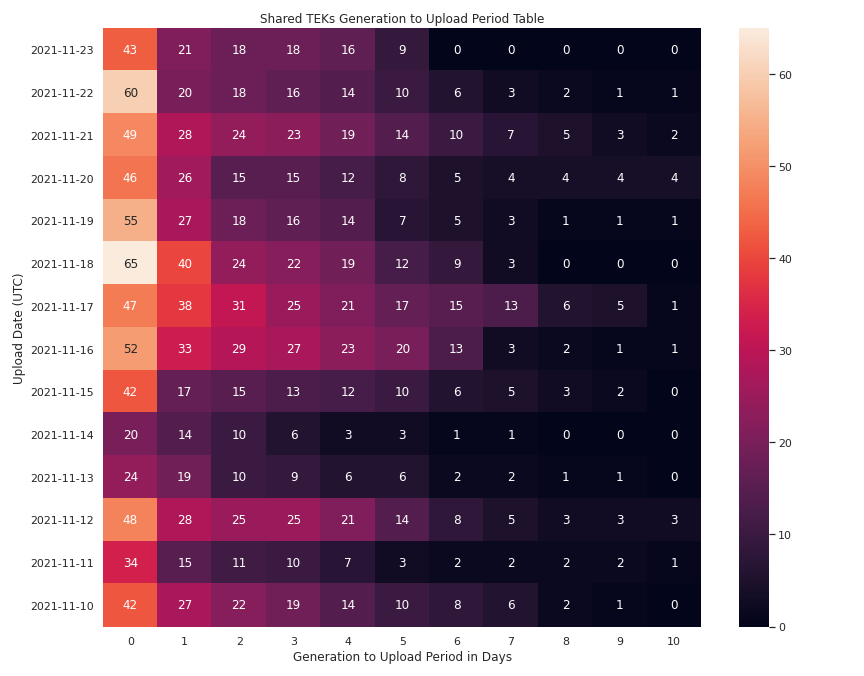 Shared TEKs Generation to Upload Period Table
Upload Date (UTC)
2021-11-23 43 21 18 18 16 9 0 0 0 0 0
2021-11-22 60 20 18 16 14 10 6 3 2 1 1
2021-11-21 49 28 24 23 19 14 10 7 5 3 2
2021-11-20 46 26 15 15 12 8 5 4 4 4 4
2021-11-19 55 27 18 16 14 7 5 3 1 1 1
2021-11-18 65 40 24 22 19 12 9 3 0 0 0
2021-11-17 47 38 31 25 21 17 15 13 6 5 1
2021-11-16 52 33 29 27 23 20 13 3 2 1 1
2021-11-15 42 17 15 13 12 10 6 5 3 2 0
2021-11-14 20 14 10 6 3 3 1 1 0 0 0
2021-11-13 24 19 10 9 6 6 2 2 1 1 0
2021-11-12 48 28 25 25 21 14 8 5 3 3 3
2021-11-11 34 15 11 10 7 3 2 2 2 2 1
2021-11-10 42 27 22 19 14 10 8 6 2 1 0
0 1 2 3 4 5 6 7 8 9 10
Generation to Upload Period in Days
60
50
40
30
20
10
0